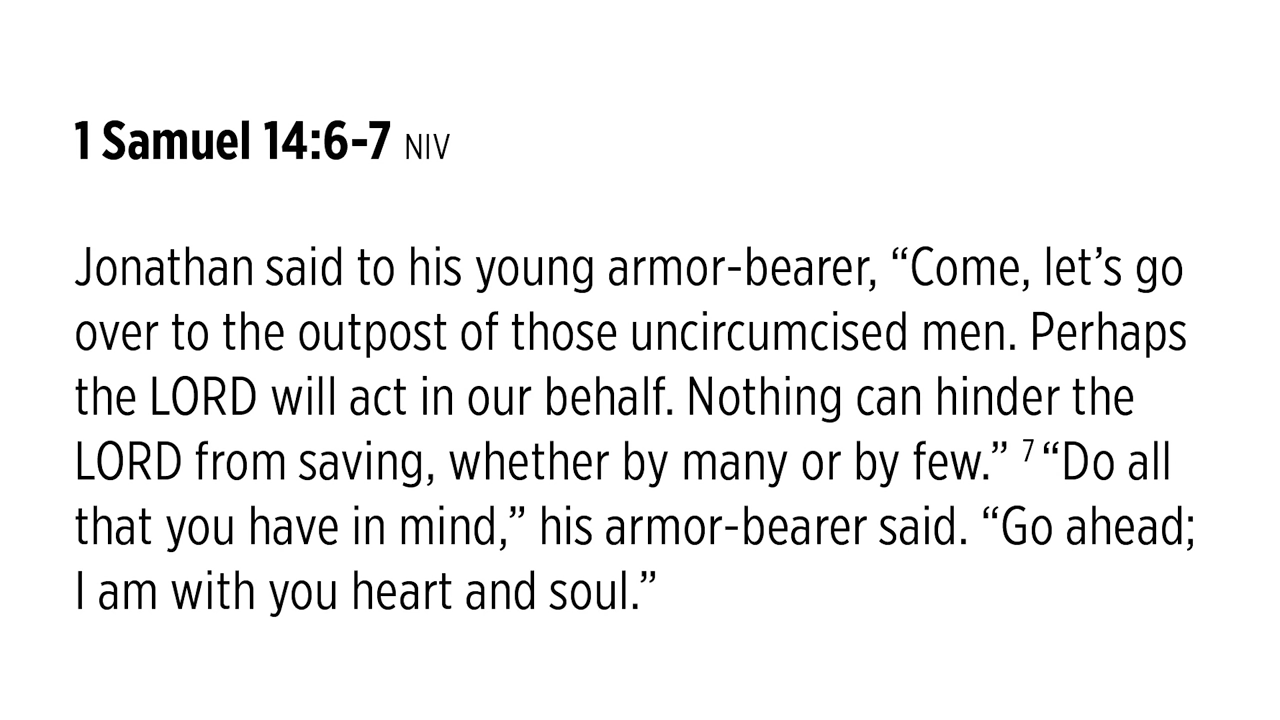 1 Samuel 14:6-7 NIV
Jonathan said to his young armor-bearer, “Come, let’s go
over to the outpost of those uncircumcised men. Perhaps
the LORD will act in our behalf. Nothing can hinder the
LORD from saving, whether by many or by few.” ⁷ “Do all
that you have in mind,” his armor-bearer said. “Go ahead;
I am with you heart and soul.”